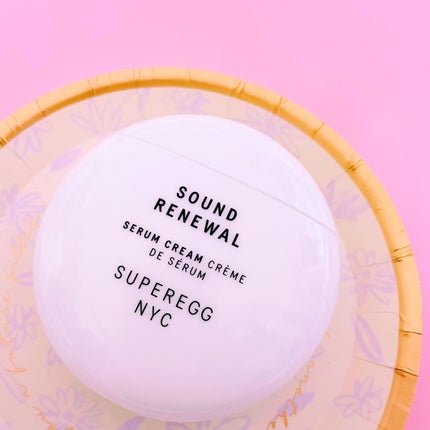 SOUND
RENEWAL
SERUM CREAM CRÈME
DE SÉRUM
SUPEREGG
NYC